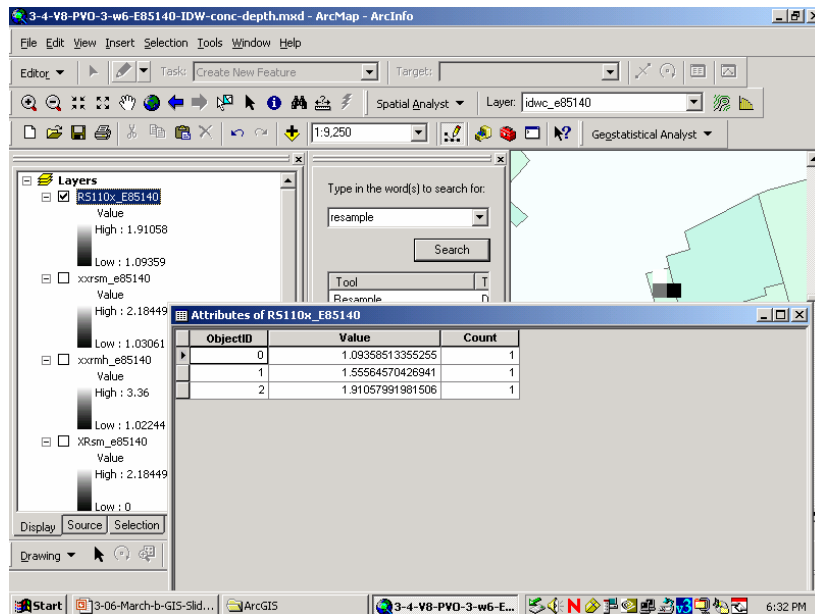 3-4-V8-PVO-3-w6-E85140-IDW-conc-depth.mxd - ArcMap - ArcInfo
File Edit View Insert Selection Tools Window Help
Editor Task: Create New Feature Target:
Spatial Analyst Layer: idwc_e85140
1:9,250 Geostatistical Analyst
Layers
RS110x_E85140
Value
High : 1.91058
Low : 1.09359
xxrsm_e85140
Value
High : 2.18449
Low : 1.03061
xxrmh_e85140
Value
High : 3.36
Low : 1.02244
XRsm_e85140
Value
High : 2.18449
Low : 0
Display Source Selection
Drawing
Type in the word(s) to search for:
resample
Search
Tool T
Resample D
Attributes of RS110x_E85140
ObjectID Value Count
0 1.09358513355255 1
1 1.55564570426941 1
2 1.91057991981506 1
Start 3-06-March-b-GIS-Slid... ArcGIS 3-4-V8-PVO-3-w6-E... 6:32 PM